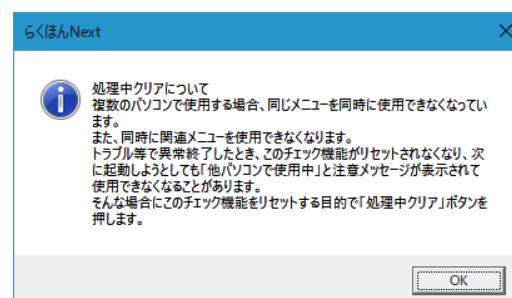 らくほんNext
処理中クリアについて
複数のパソコンで使用する場合、同じメニューを同時に使用できなくなってい
ます。
また、同時に関連メニューを使用できなくなります。
トラブル等で異常終了したとき、このチェック機能がリセットされなくなり、次
に起動しようとしても「他パソコンで使用中」と注意メッセージが表示されて
使用できなくなることがあります。
そんな場合にこのチェック機能をリセットする目的で「処理中クリア」ボタンを
押します。
OK